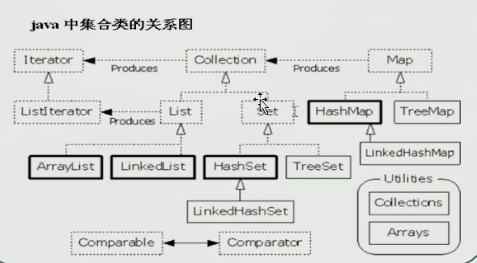 java 中集合类的关系图
Iterator
Produces
Collection
Produces
Map
ListIterator
Produces
List
Set
HashMap
TreeMap
ArrayList
LinkedList
HashSet
TreeSet
LinkedHashMap
LinkedHashSet
Utilities
Collections
Arrays
Comparable
Comparator